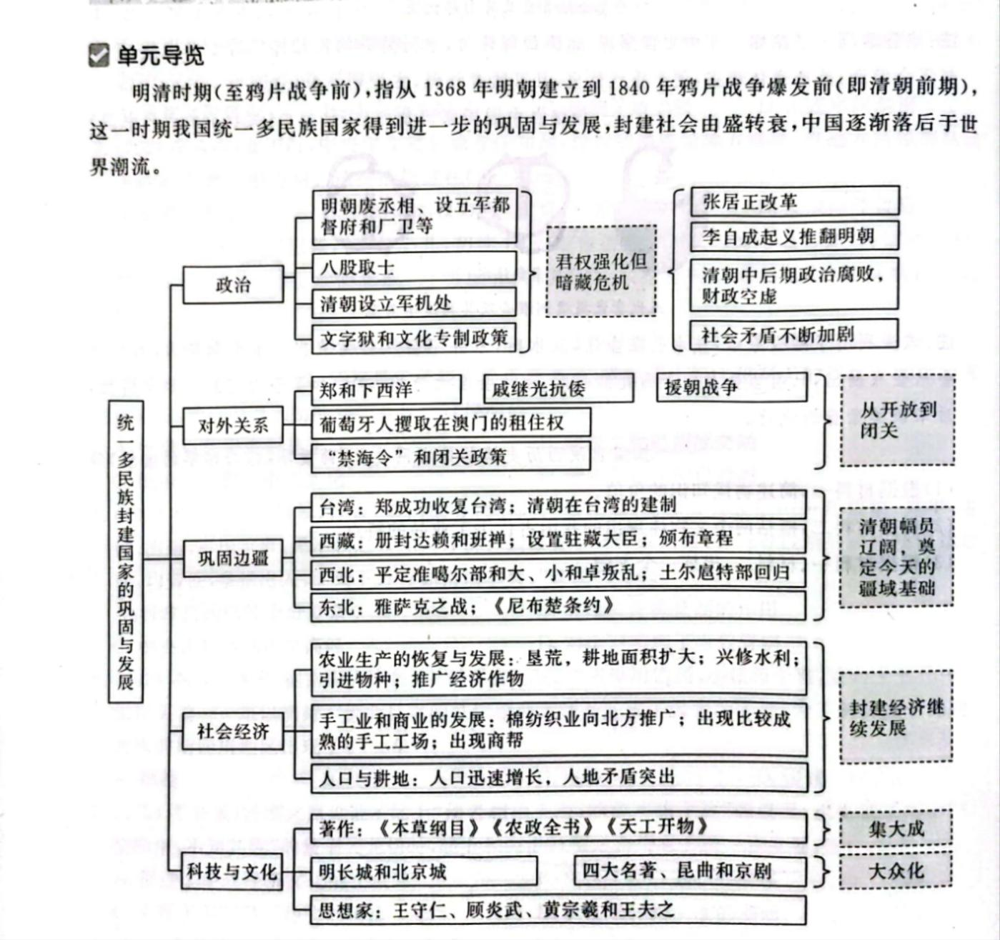 单元导览
明清时期(至鸦片战争前),指从 1368 年明朝建立到 1840 年鸦片战争爆发前(即清朝前期),
这一时期我国统一多民族国家得到进一步的巩固与发展,封建社会由盛转衰,中国逐渐落后于世
界潮流。
统一多民族封建国家的巩固与发展
政治
明朝废丞相、设五军都
督府和厂卫等
八股取士
清朝设立军机处
文字狱和文化专制政策
君权强化但
暗藏危机
张居正改革
李自成起义推翻明朝
清朝中后期政治腐败，
财政空虚
社会矛盾不断加剧
对外关系
郑和下西洋
戚继光抗倭
援朝战争
葡萄牙人攫取在澳门的租住权
“禁海令”和闭关政策
从开放到
闭关
巩固边疆
台湾：郑成功收复台湾；清朝在台湾的建制
西藏：册封达赖和班禅；设置驻藏大臣；颁布章程
西北：平定准噶尔部和大、小和卓叛乱；土尔扈特部回归
东北：雅萨克之战；《尼布楚条约》
清朝幅员
辽阔，奠
定今天的
疆域基础
社会经济
农业生产的恢复与发展：垦荒，耕地面积扩大；兴修水利；
引进物种；推广经济作物
手工业和商业的发展：棉纺织业向北方推广；出现比较成
熟的手工工场；出现商帮
人口与耕地：人口迅速增长，人地矛盾突出
封建经济继
续发展
科技与文化
著作：《本草纲目》《农政全书》《天工开物》
集大成
明长城和北京城
四大名著、昆曲和京剧
大众化
思想家：王守仁、顾炎武、黄宗羲和王夫之